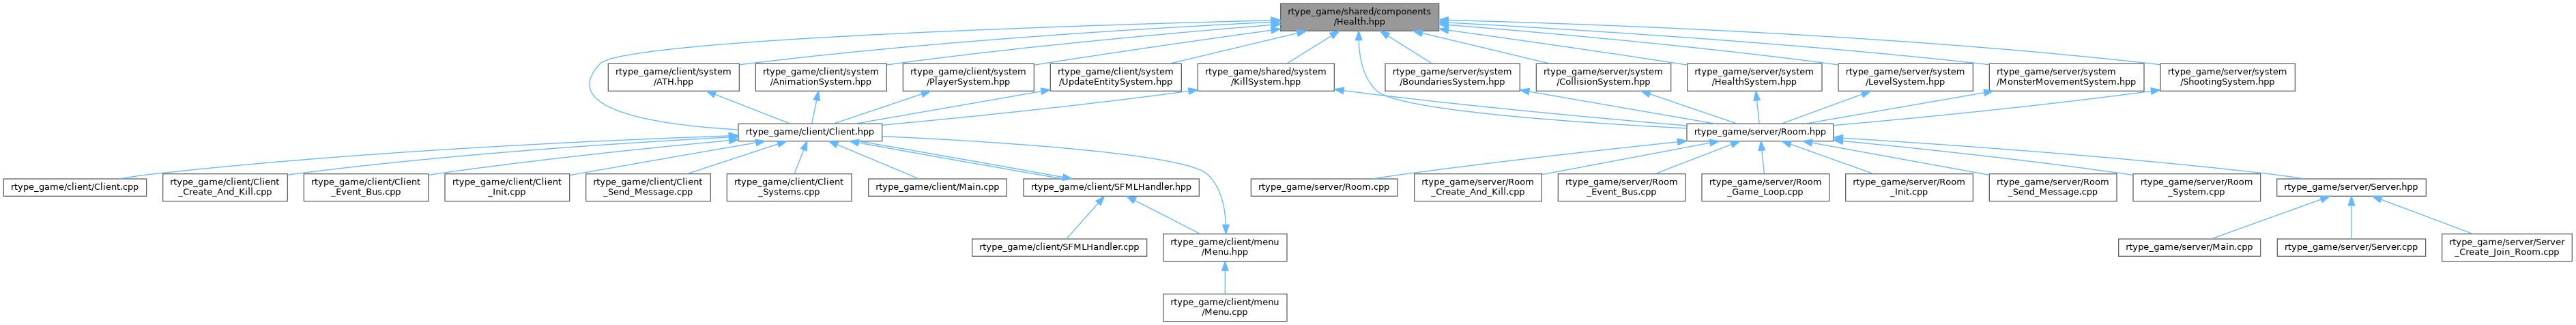 rtype_game/shared/components
/Health.hpp
rtype_game/client/system
/ATH.hpp
rtype_game/client/system
/AnimationSystem.hpp
rtype_game/client/system
/PlayerSystem.hpp
rtype_game/client/system
/UpdateEntitySystem.hpp
rtype_game/shared/system
/KillSystem.hpp
rtype_game/server/system
/BoundariesSystem.hpp
rtype_game/server/system
/CollisionSystem.hpp
rtype_game/server/system
/HealthSystem.hpp
rtype_game/server/system
/LevelSystem.hpp
rtype_game/server/system
/MonsterMovementSystem.hpp
rtype_game/server/system
/ShootingSystem.hpp
rtype_game/client/Client.hpp
rtype_game/server/Room.hpp
rtype_game/client/Client.cpp
rtype_game/client/Client
_Create_And_Kill.cpp
rtype_game/client/Client
_Event_Bus.cpp
rtype_game/client/Client
_Init.cpp
rtype_game/client/Client
_Send_Message.cpp
rtype_game/client/Client
_Systems.cpp
rtype_game/client/Main.cpp
rtype_game/client/SFMLHandler.hpp
rtype_game/server/Room.cpp
rtype_game/server/Room
_Create_And_Kill.cpp
rtype_game/server/Room
_Event_Bus.cpp
rtype_game/server/Room
_Game_Loop.cpp
rtype_game/server/Room
_Init.cpp
rtype_game/server/Room
_Send_Message.cpp
rtype_game/server/Room
_System.cpp
rtype_game/server/Server.hpp
rtype_game/client/SFMLHandler.cpp
rtype_game/client/menu
/Menu.hpp
rtype_game/server/Main.cpp
rtype_game/server/Server.cpp
rtype_game/server/Server
_Create_Join_Room.cpp
rtype_game/client/menu
/Menu.cpp